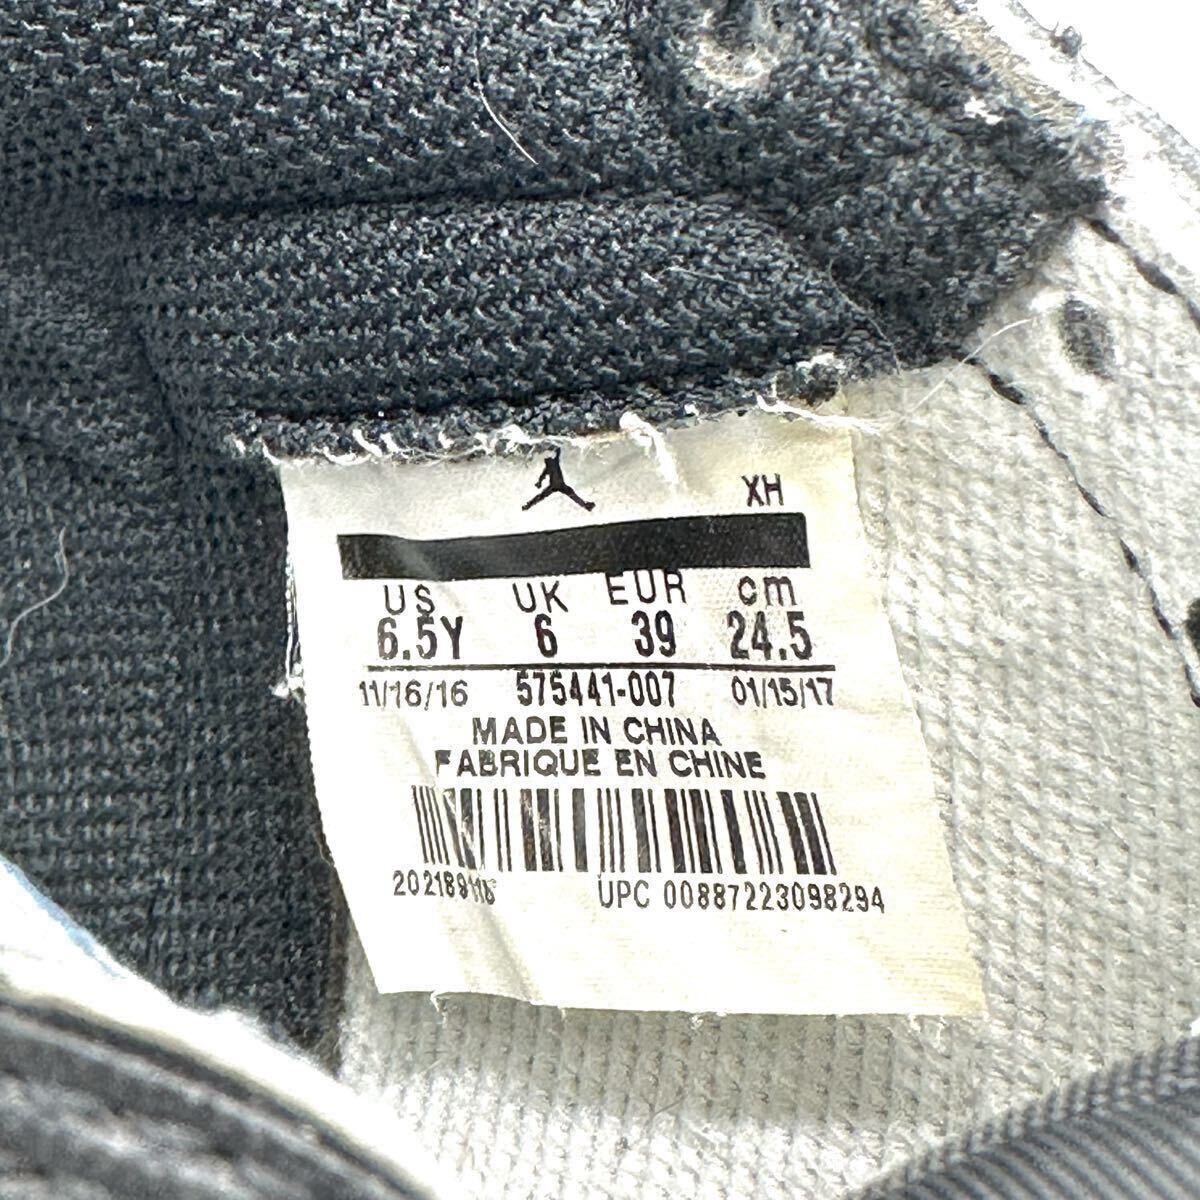 XH
US UK EUR cm
6.5Y 6 39 24.5
11/16/16 575441-007 01/15/17
MADE IN CHINA
FABRIQUE EN CHINE
UPC 00887223098294